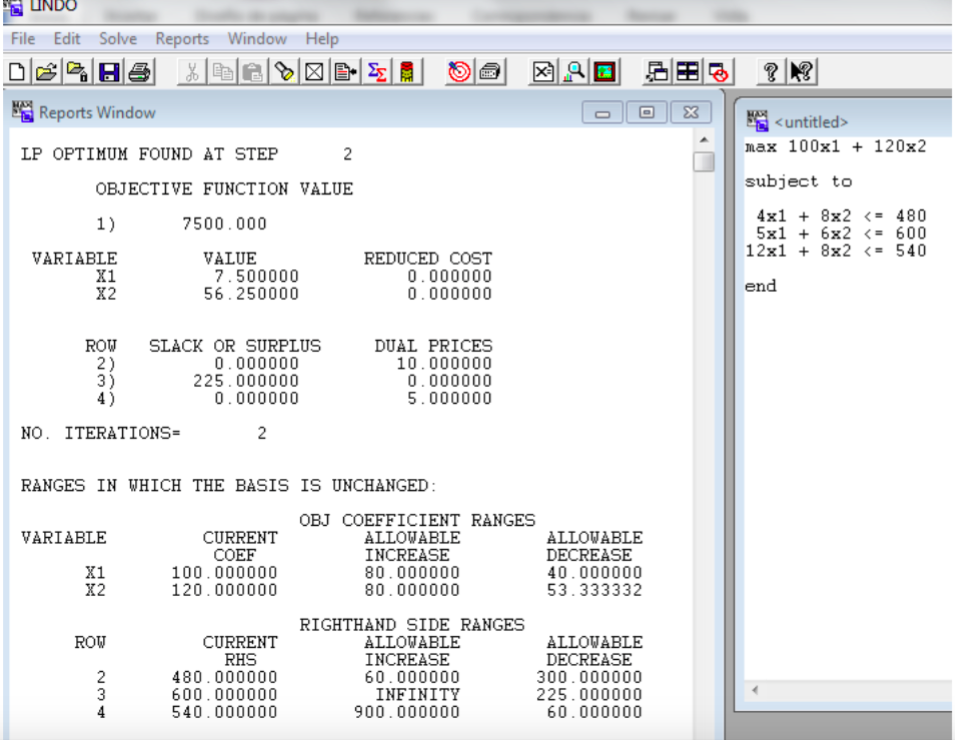 LINDO
File Edit Solve Reports Window Help
Reports Window
LP OPTIMUM FOUND AT STEP 2
OBJECTIVE FUNCTION VALUE
1) 7500.000
VARIABLE VALUE REDUCED COST
X1 7.500000 0.000000
X2 56.250000 0.000000
ROW SLACK OR SURPLUS DUAL PRICES
2) 0.000000 10.000000
3) 225.000000 0.000000
4) 0.000000 5.000000
NO. ITERATIONS= 2
RANGES IN WHICH THE BASIS IS UNCHANGED:
OBJ COEFFICIENT RANGES
VARIABLE CURRENT ALLOWABLE ALLOWABLE
COEF INCREASE DECREASE
X1 100.000000 80.000000 40.000000
X2 120.000000 80.000000 53.333332
RIGHTHAND SIDE RANGES
ROW CURRENT ALLOWABLE ALLOWABLE
RHS INCREASE DECREASE
2 480.000000 60.000000 300.000000
3 600.000000 INFINITY 225.000000
4 540.000000 900.000000 60.000000
<untitled>
max 100x1 + 120x2
subject to
4x1 + 8x2 <= 480
5x1 + 6x2 <= 600
12x1 + 8x2 <= 540
end